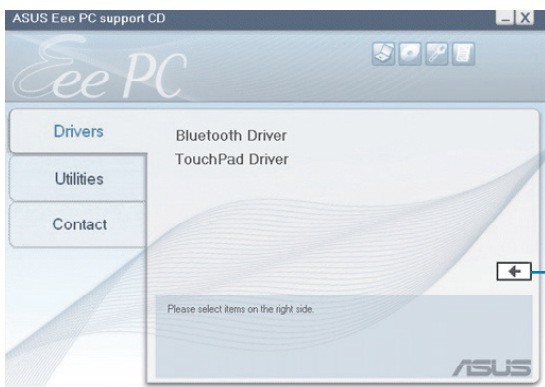 ASUS Eee PC support CD
Eee PC
Drivers
Utilities
Contact
Bluetooth Driver
TouchPad Driver
Please select items on the right side.
ASUS